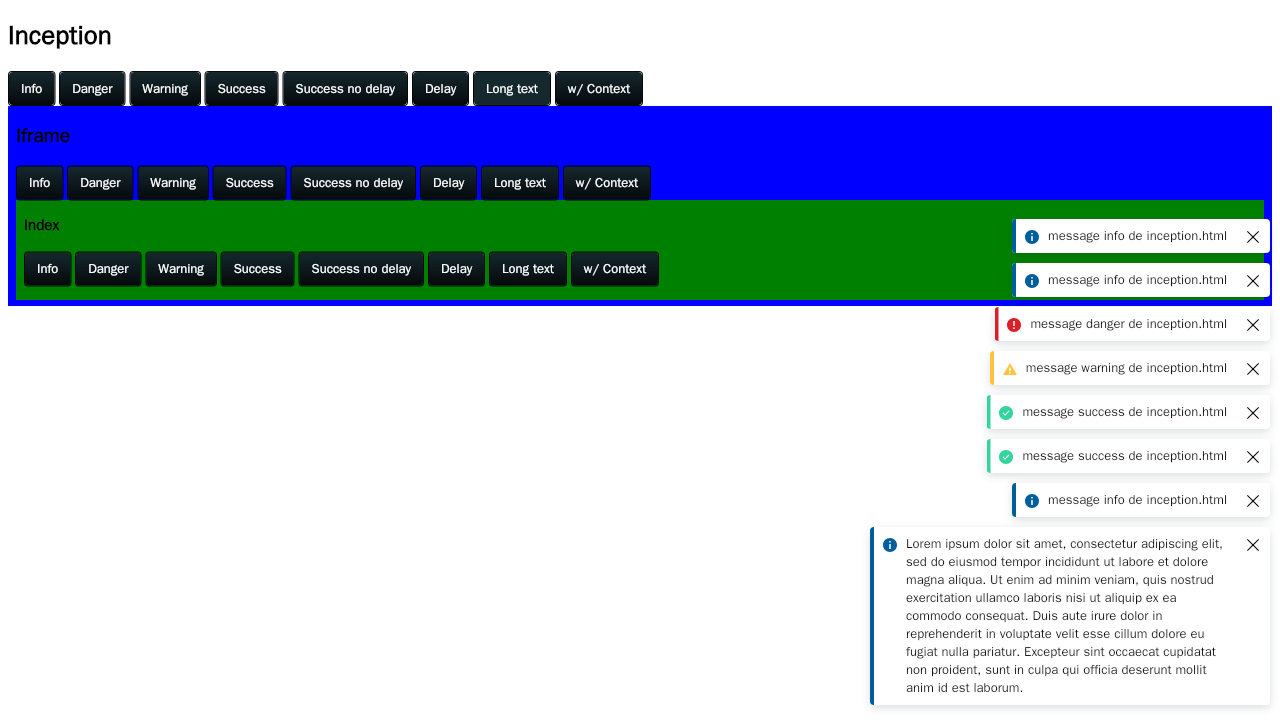 Inception
Info Danger Warning Success Success no delay Delay Long text w/ Context
Iframe
Info Danger Warning Success Success no delay Delay Long text w/ Context
Index
Info Danger Warning Success Success no delay Delay Long text w/ Context
message info de inception.html
message info de inception.html
message danger de inception.html
message warning de inception.html
message success de inception.html
message success de inception.html
message info de inception.html
Lorem ipsum dolor sit amet, consectetur adipiscing elit,
sed do eiusmod tempor incididunt ut labore et dolore
magna aliqua. Ut enim ad minim veniam, quis nostrud
exercitation ullamco laboris nisi ut aliquip ex ea
commodo consequat. Duis aute irure dolor in
reprehenderit in voluptate velit esse cillum dolore eu
fugiat nulla pariatur. Excepteur sint occaecat cupidatat
non proident, sunt in culpa qui officia deserunt mollit
anim id est laborum.